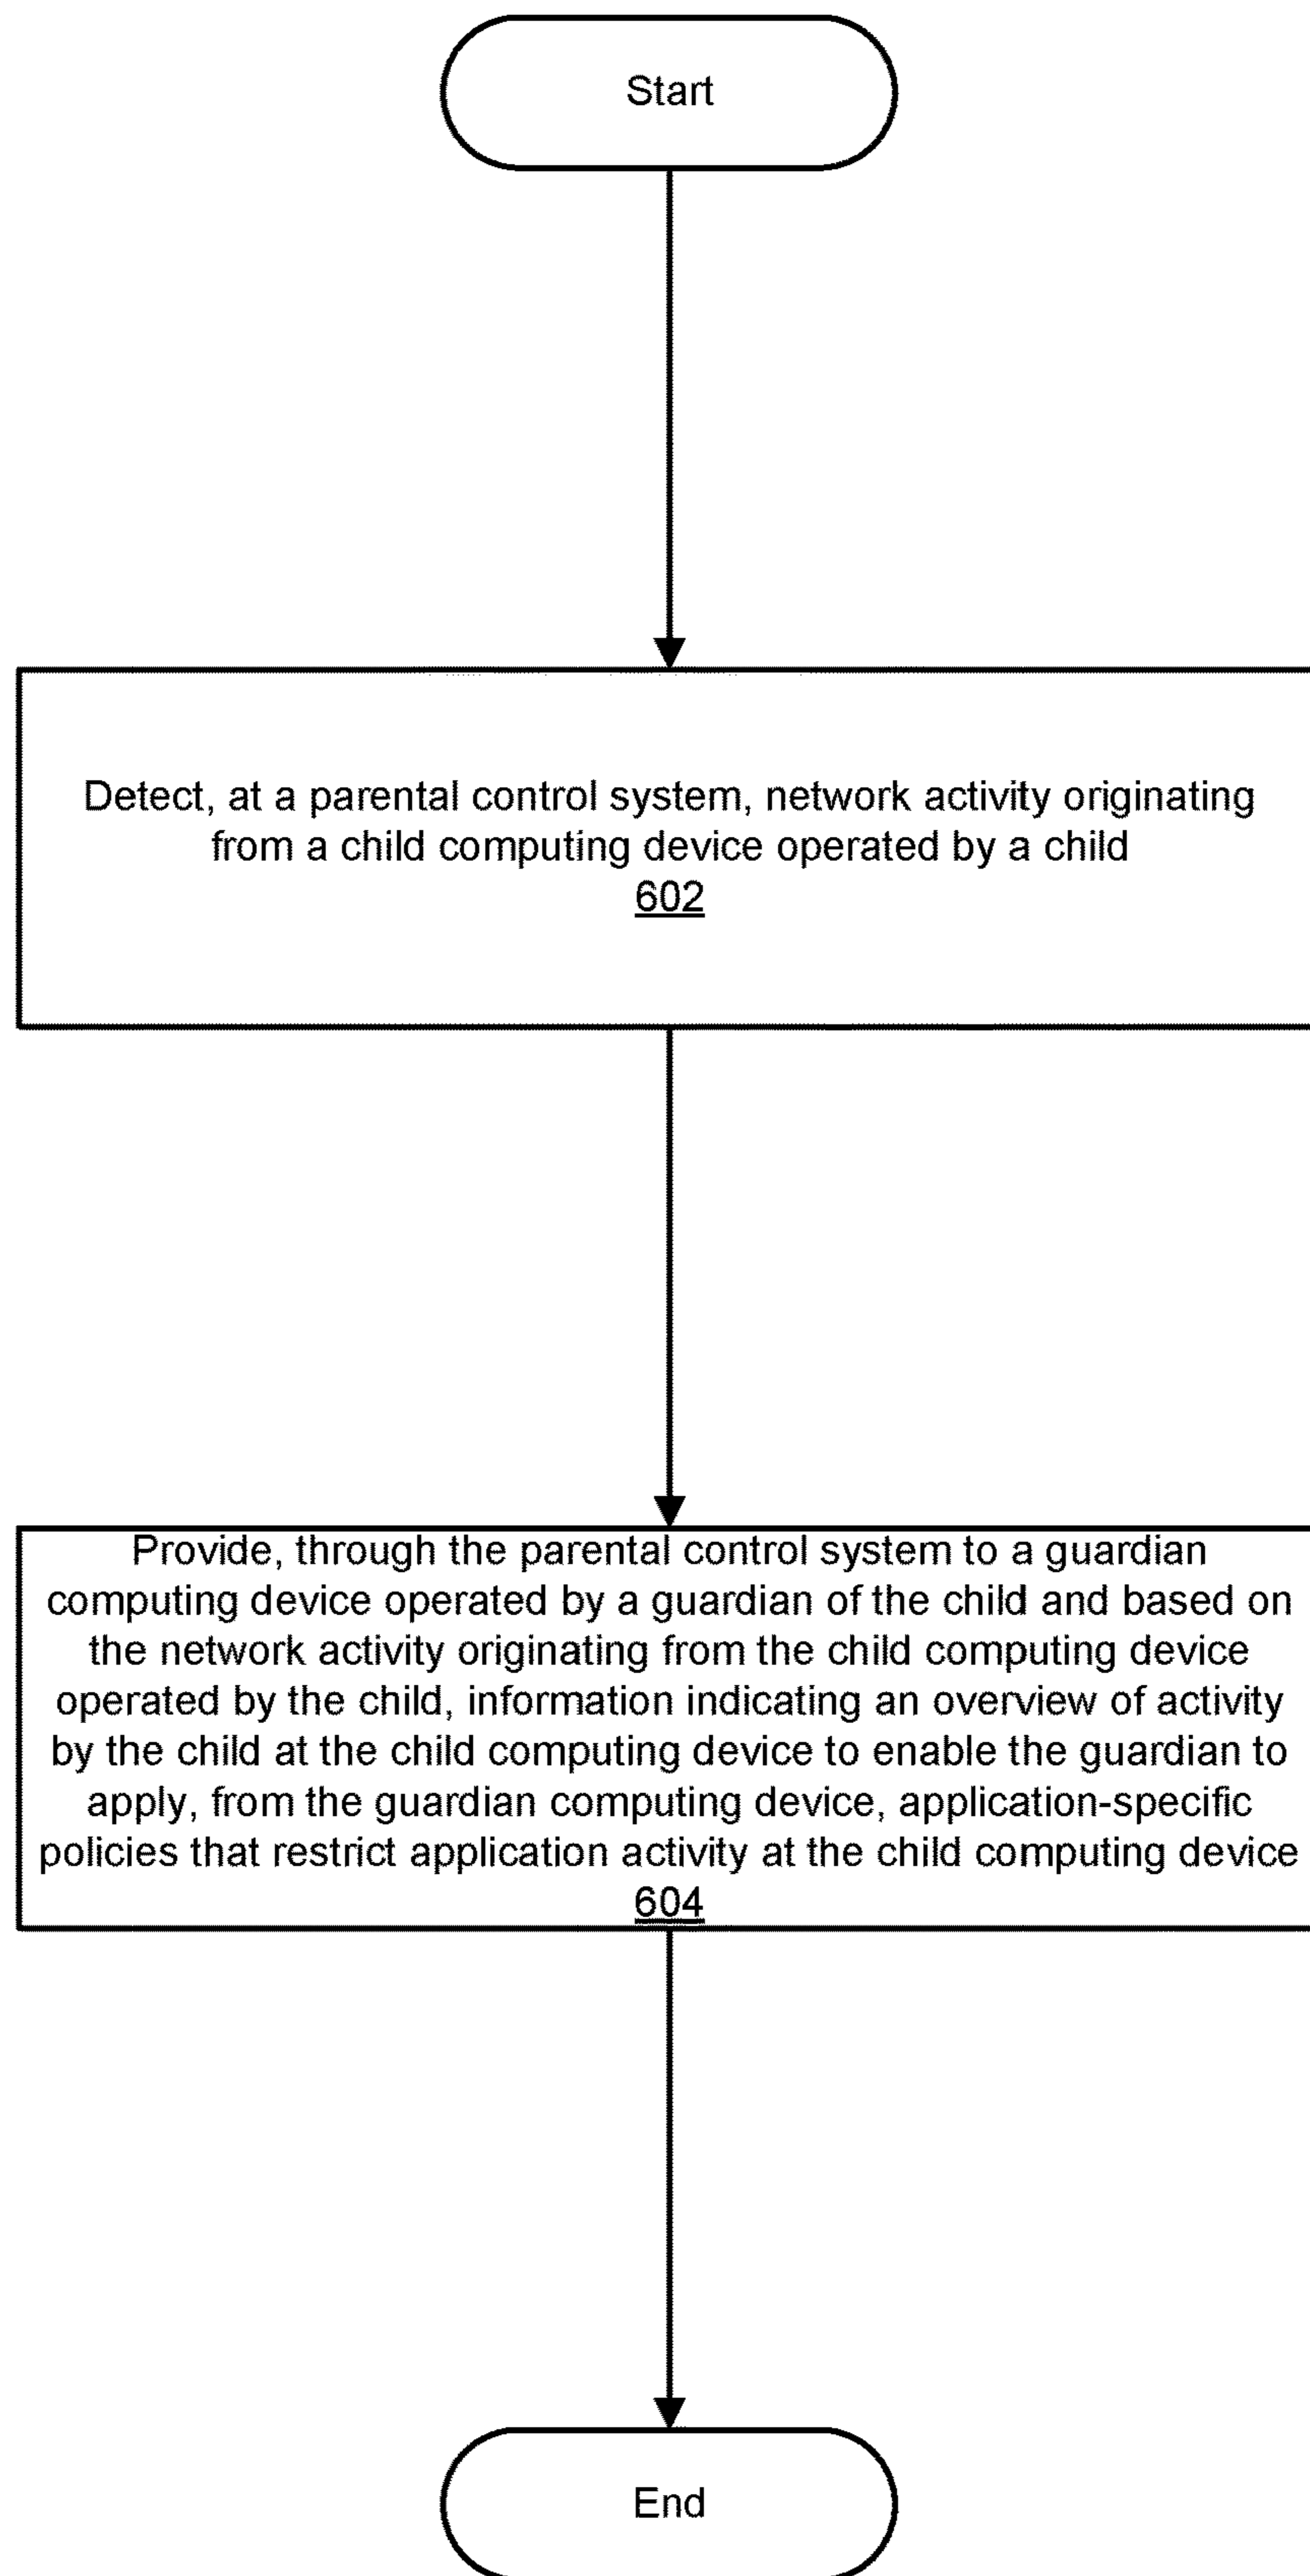 Start
Detect, at a parental control system, network activity originating
from a child computing device operated by a child
602
Provide, through the parental control system to a guardian
computing device operated by a guardian of the child and based on
the network activity originating from the child computing device
operated by the child, information indicating an overview of activity
by the child at the child computing device to enable the guardian to
apply, from the guardian computing device, application-specific
policies that restrict application activity at the child computing device
604
End